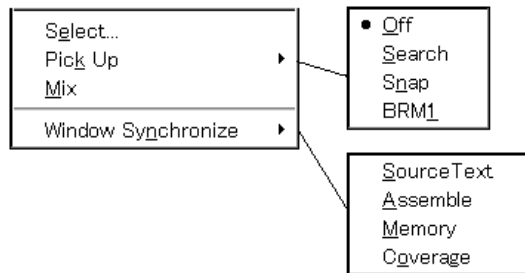 Select...
Pick Up
Mix
Window Synchronize
Off
Search
Snap
BRM1
SourceText
Assemble
Memory
Coverage